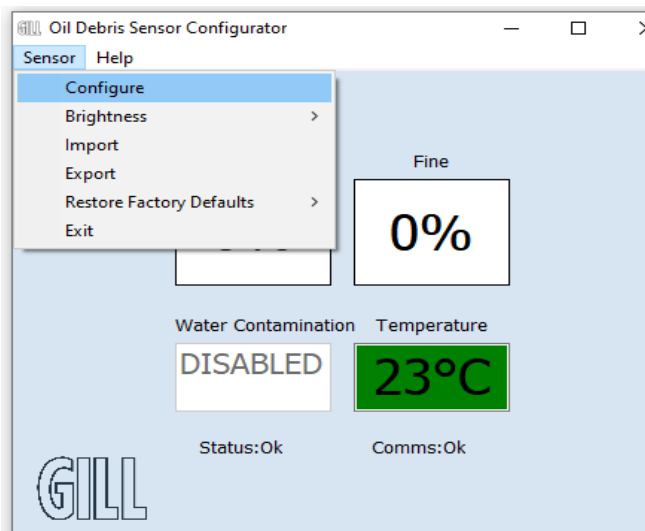 GILL Oil Debris Sensor Configurator
Sensor Help
Configure
Brightness
Import
Export
Restore Factory Defaults
Exit
Fine
0%
Water Contamination Temperature
DISABLED 23°C
Status:Ok Comms:Ok
GILL